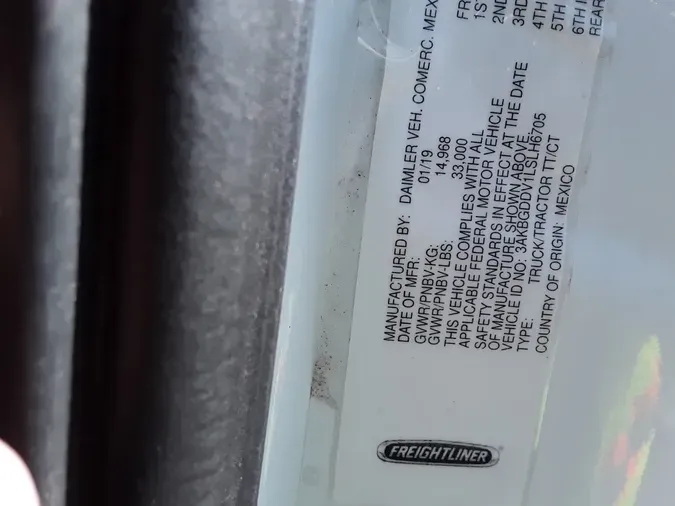 MANUFACTURED BY: DAIMLER VEH. COMERC. MEX
DATE OF MFR: 01/19
GVWR/PNBV-KG: 14,968
GVWR/PNBV-LBS: 33,000
THIS VEHICLE COMPLIES WITH ALL
APPLICABLE FEDERAL MOTOR VEHICLE
SAFETY STANDARDS IN EFFECT AT THE DATE
OF MANUFACTURE SHOWN ABOVE.
VEHICLE ID NO: 3AKBGDDV1LSLH6705
TYPE: TRUCK/TRACTOR TT/CT
COUNTRY OF ORIGIN: MEXICO
FR
1ST
2ND
3RD
4TH
5TH
6TH
REAR
FREIGHTLINER